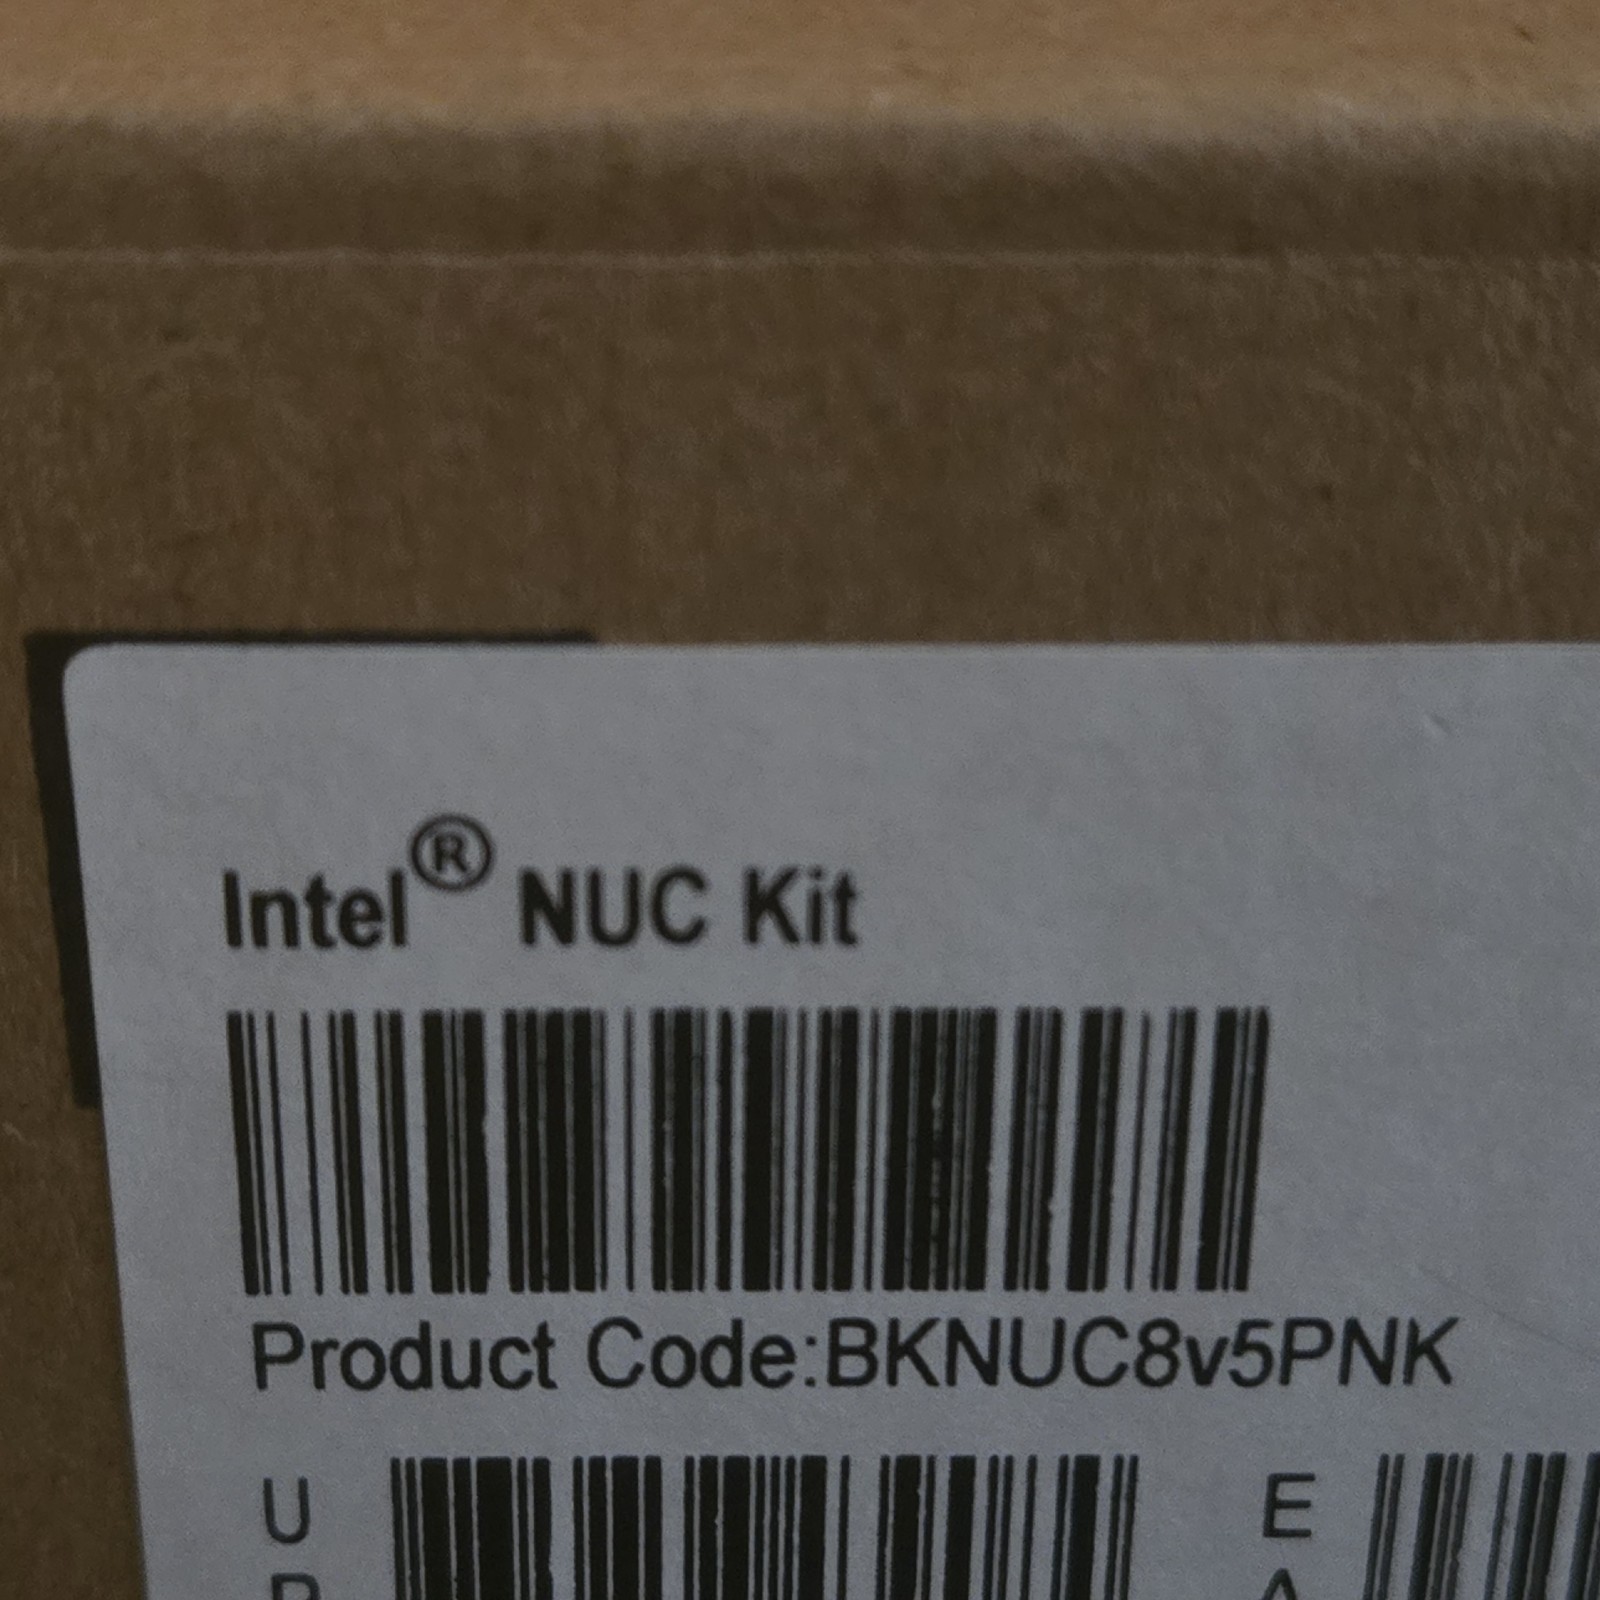 Intel® NUC Kit
Product Code:BKNUC8v5PNK
U
P
E
A